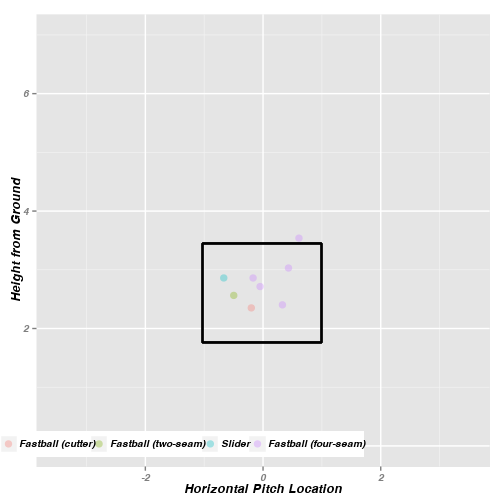 6
4
2
Height from Ground
Fastball (cutter) Fastball (two-seam) Slider Fastball (four-seam)
-2 0 2
Horizontal Pitch Location